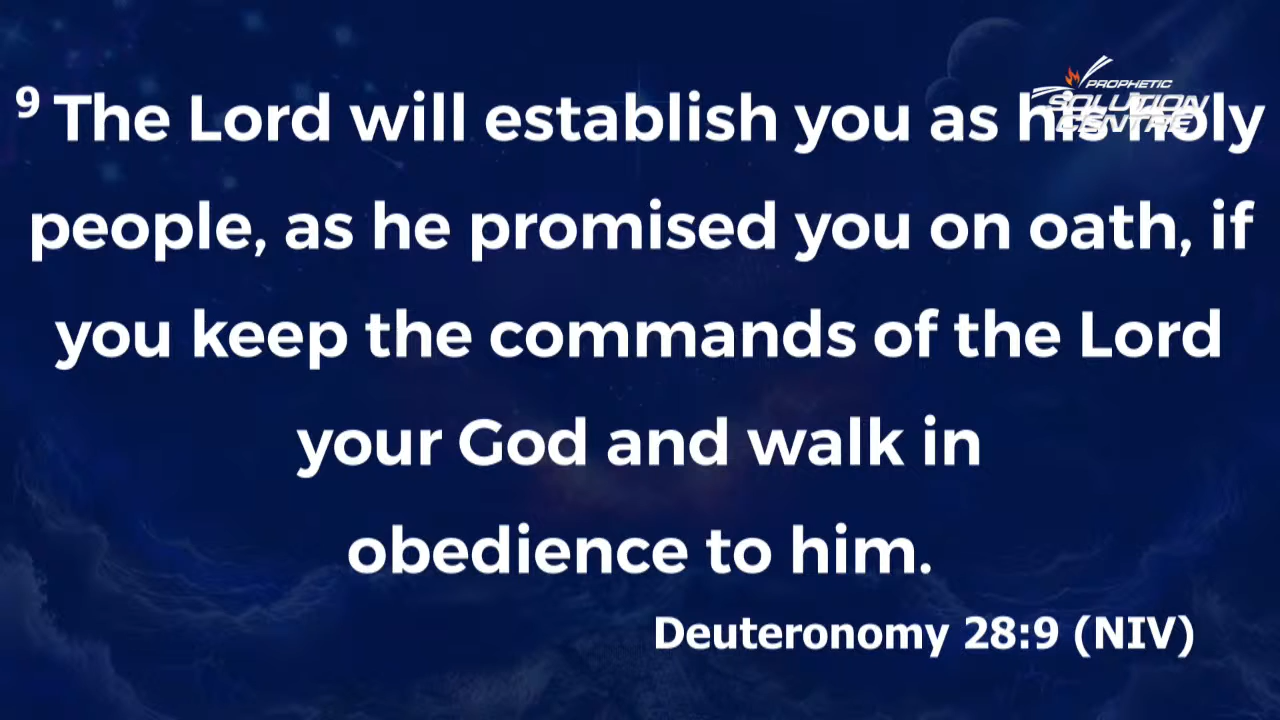 9 The Lord will establish you as his holy
people, as he promised you on oath, if
you keep the commands of the Lord
your God and walk in
obedience to him.
Deuteronomy 28:9 (NIV)
PROPHETIC
SOLUTION
CENTRE